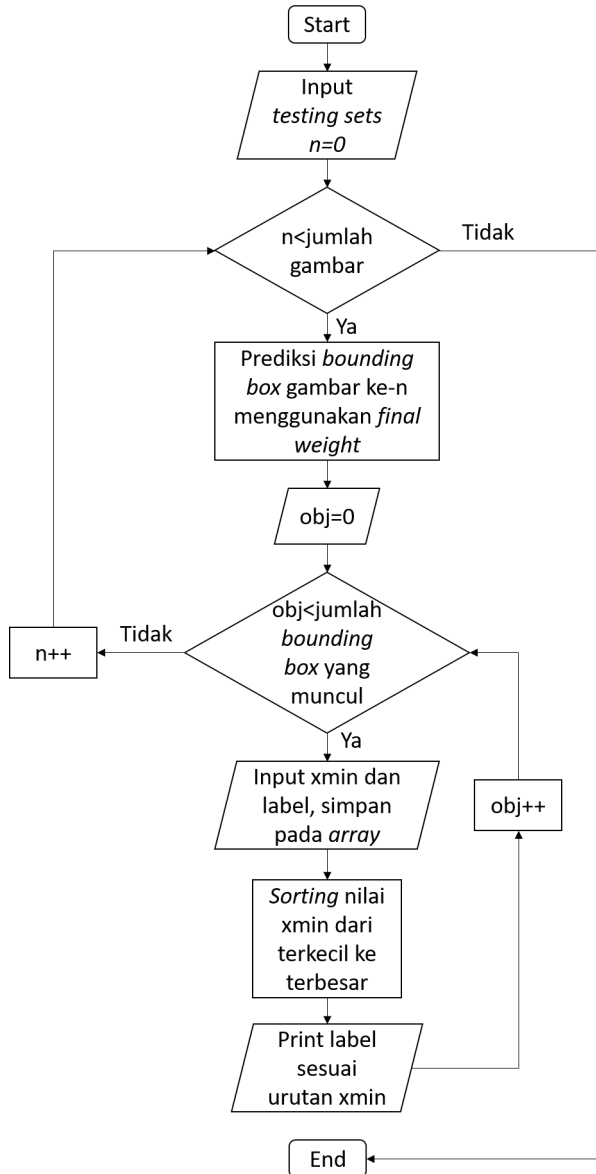 Start
Input
testing sets
n=0
n<jumlah
gambar
Tidak
Ya
Prediksi bounding
box gambar ke-n
menggunakan final
weight
obj=0
obj<jumlah
bounding
box yang
muncul
Tidak
n++
Ya
Input xmin dan
label, simpan
pada array
obj++
Sorting nilai
xmin dari
terkecil ke
terbesar
Print label
sesuai
urutan xmin
End